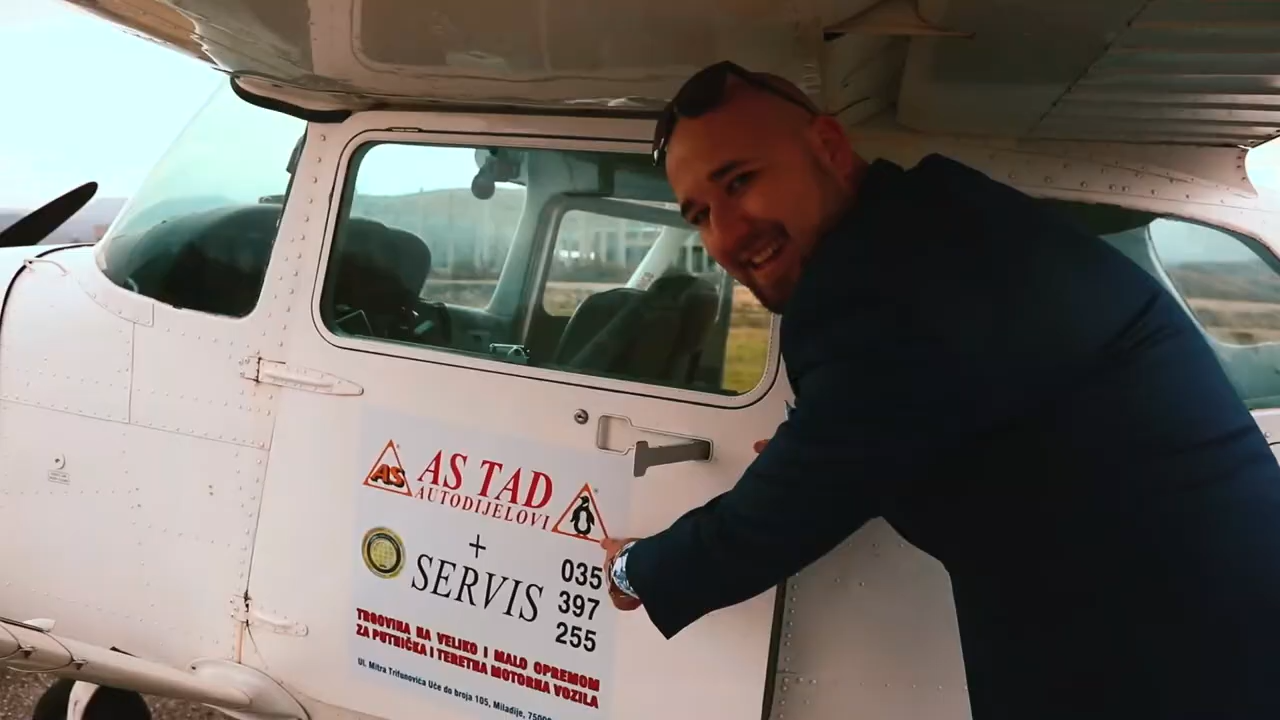 AS
AS TAD
AUTODIJELOVI
+
SERVIS
035
397
255
TRGOVINA NA VELIKO I MALO OPREMOM
ZA PUTNIČKA I TERETNA MOTORNA VOZILA
Ul. Mitra Trifunovića Uče do broja 105, Miladije,